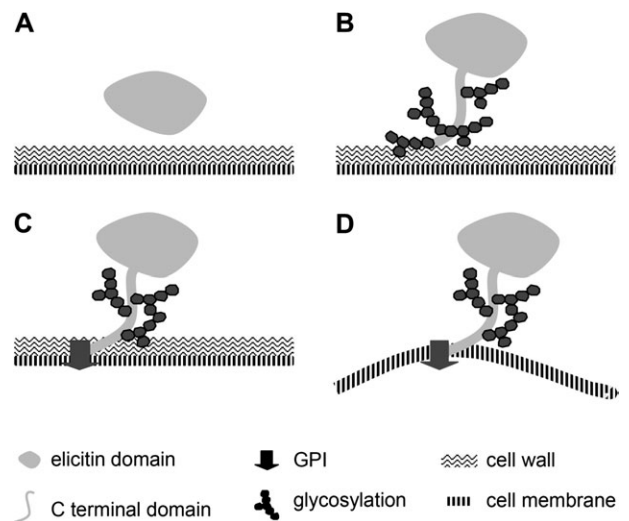 A
B
C
D
elicitin domain
GPI
cell wall
C terminal domain
glycosylation
cell membrane